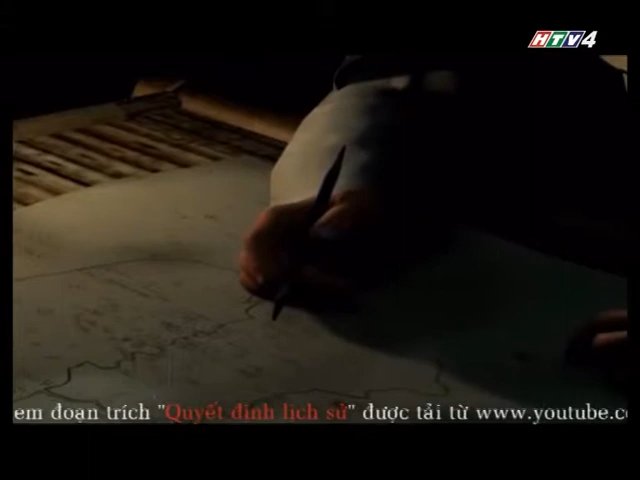 HTV4
em đoạn trích "Quyết định lịch sử" được tải từ www.youtube.c